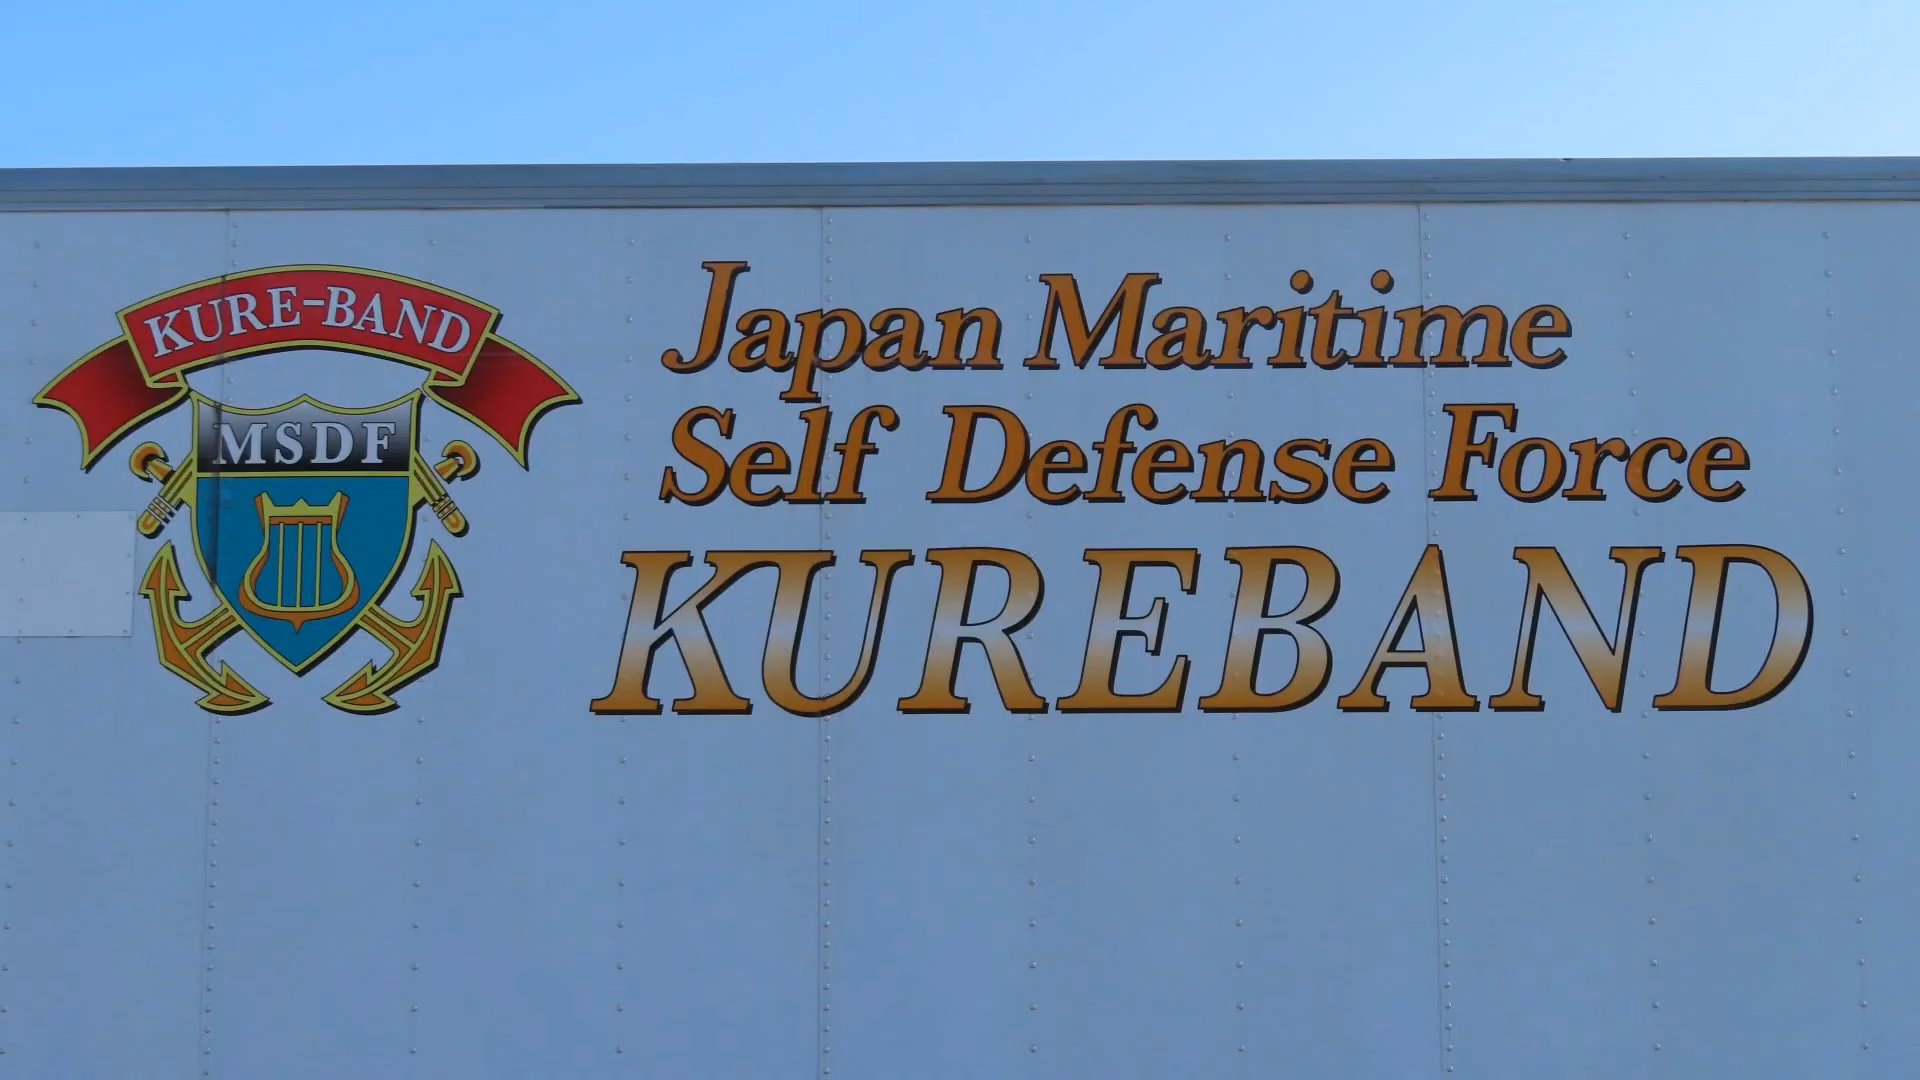 KURE-BAND
MSDF
Japan Maritime
Self Defense Force
KUREBAND